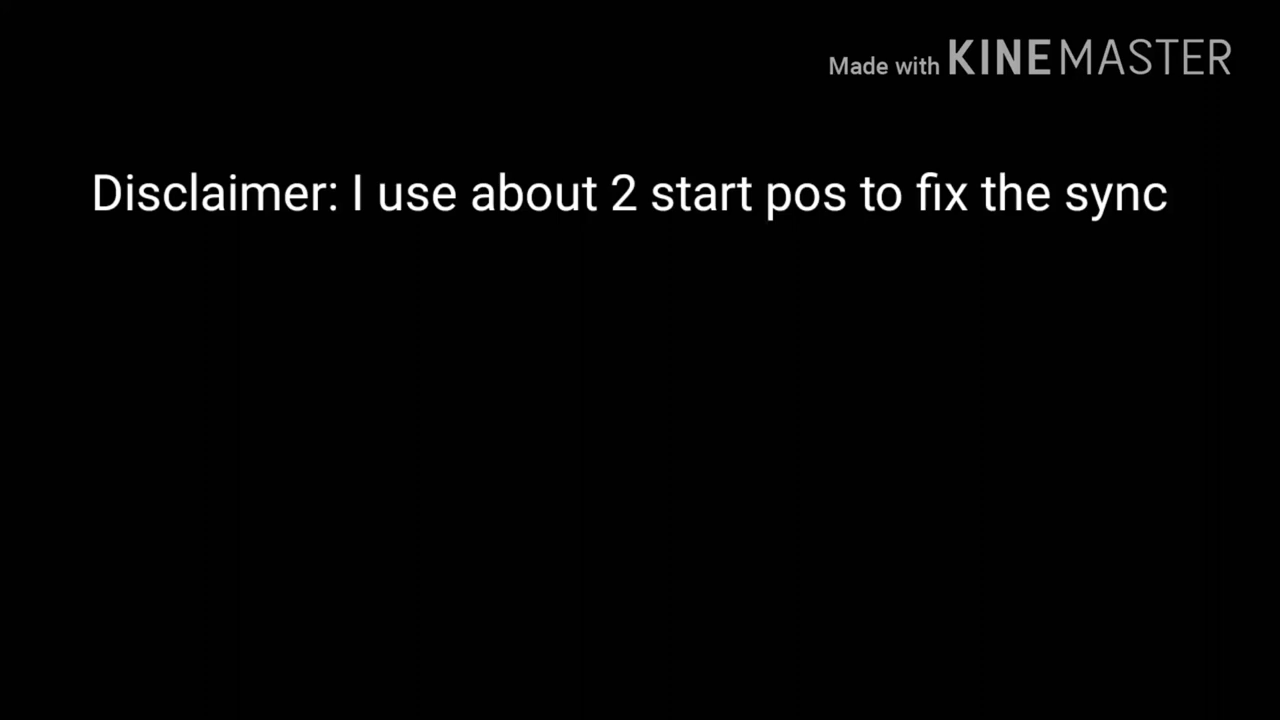 Made with KINEMASTER
Disclaimer: I use about 2 start pos to fix the sync